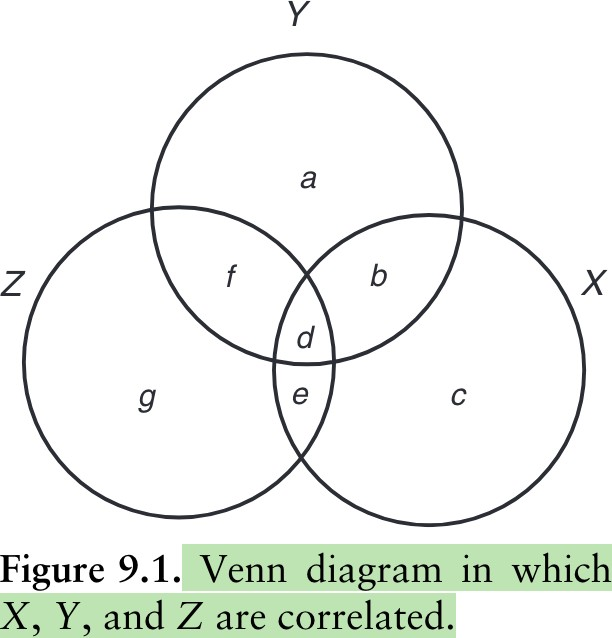 Y
a
f
b
Z
X
d
g
e
c
Figure 9.1. Venn diagram in which
X, Y, and Z are correlated.